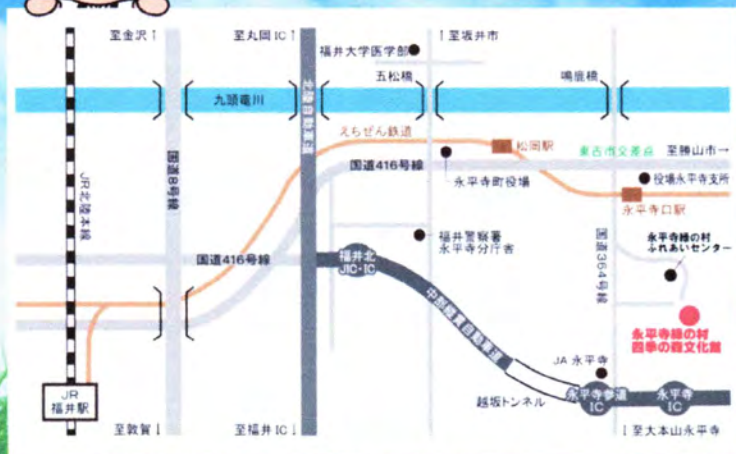 至金沢↑
至丸岡IC↑
福井大学医学部
↑至坂井市
五松橋
鳴鹿橋
九頭竜川
北陸自動車道
えちぜん鉄道
松岡駅
東古市交差点
至勝山市→
国道416号線
永平寺町役場
役場永平寺支所
永平寺口駅
JR北陸本線
国道8号線
福井警察署
永平寺分庁舎
国道364号線
永平寺緑の村
ふれあいセンター
国道416号線
福井北
JIC・IC
中部縦貫自動車道
永平寺緑の村
四季の森文化館
JA 永平寺
JR
福井駅
越坂トンネル
永平寺参道
IC
永平寺
IC
至敦賀↓
至福井IC↓
↓至大本山永平寺